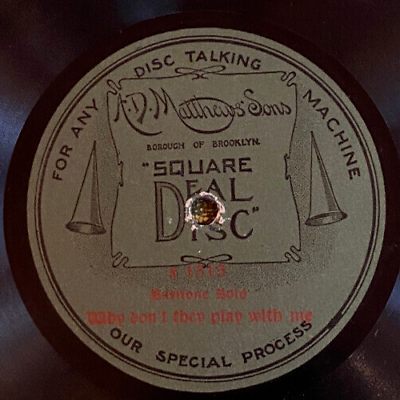 FOR ANY DISC TALKING MACHINE
A.D. Matthews' Sons
BOROUGH OF BROOKLYN.
"SQUARE
DEAL
DISC"
1313
Baritone Solo
Why don't they play with me
OUR SPECIAL PROCESS